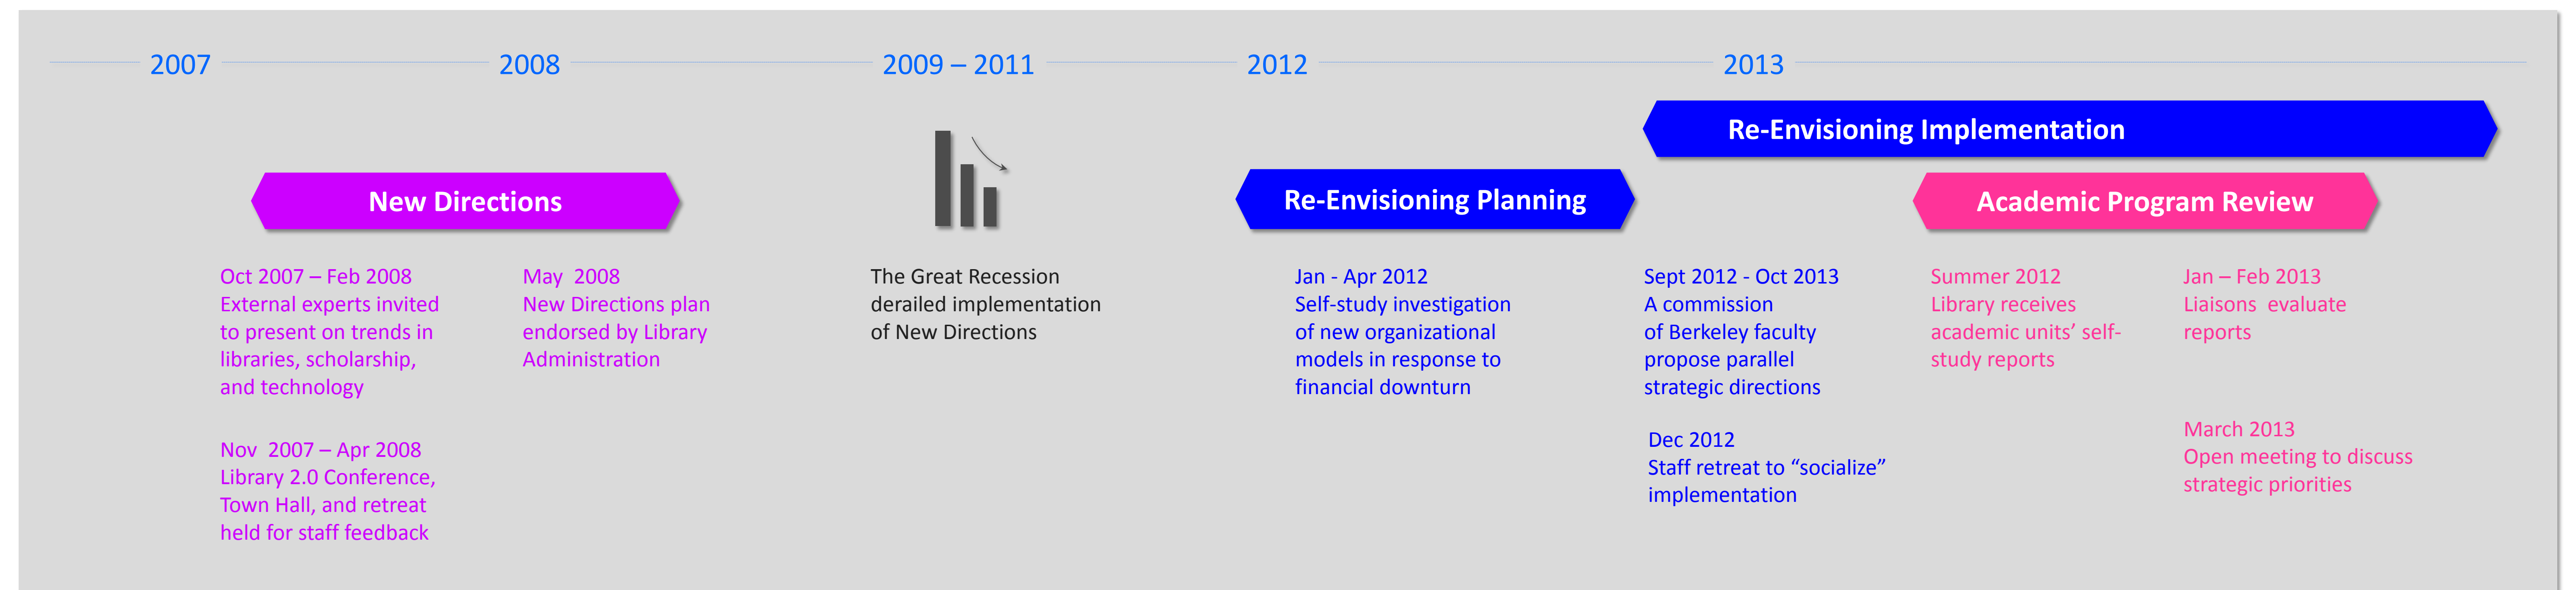 2007
2008
2009 – 2011
2012
2013
Re-Envisioning Implementation
New Directions
Re-Envisioning Planning
Academic Program Review
Oct 2007 – Feb 2008
External experts invited
to present on trends in
libraries, scholarship,
and technology
Nov  2007 – Apr 2008
Library 2.0 Conference,
Town Hall, and retreat
held for staff feedback
May  2008
New Directions plan
endorsed by Library
Administration
The Great Recession
derailed implementation
of New Directions
Jan - Apr 2012
Self-study investigation
of new organizational
models in response to
financial downturn
Sept 2012 - Oct 2013
A commission
of Berkeley faculty
propose parallel
strategic directions
Dec 2012
Staff retreat to “socialize”
implementation
Summer 2012
Library receives
academic units’ self-
study reports
Jan – Feb 2013
Liaisons  evaluate
reports
March 2013
Open meeting to discuss
strategic priorities